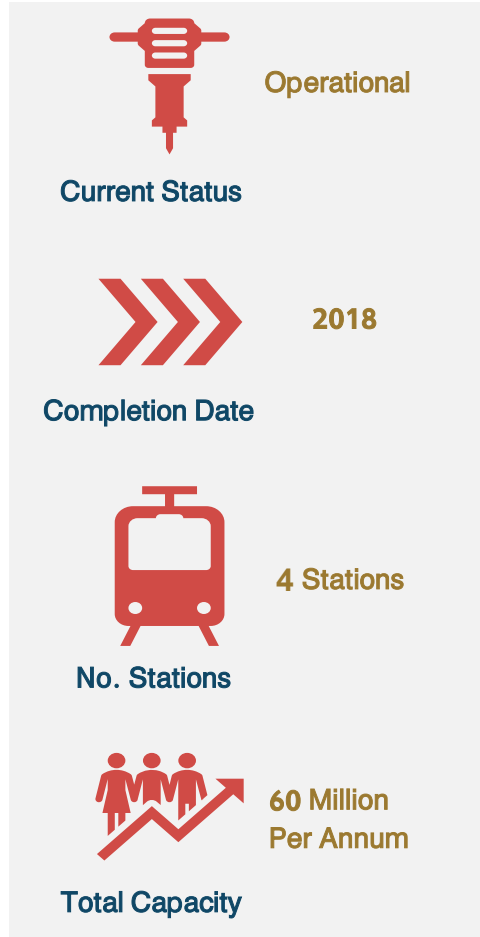 Operational
Current Status
2018
Completion Date
4 Stations
No. Stations
60 Million
Per Annum
Total Capacity